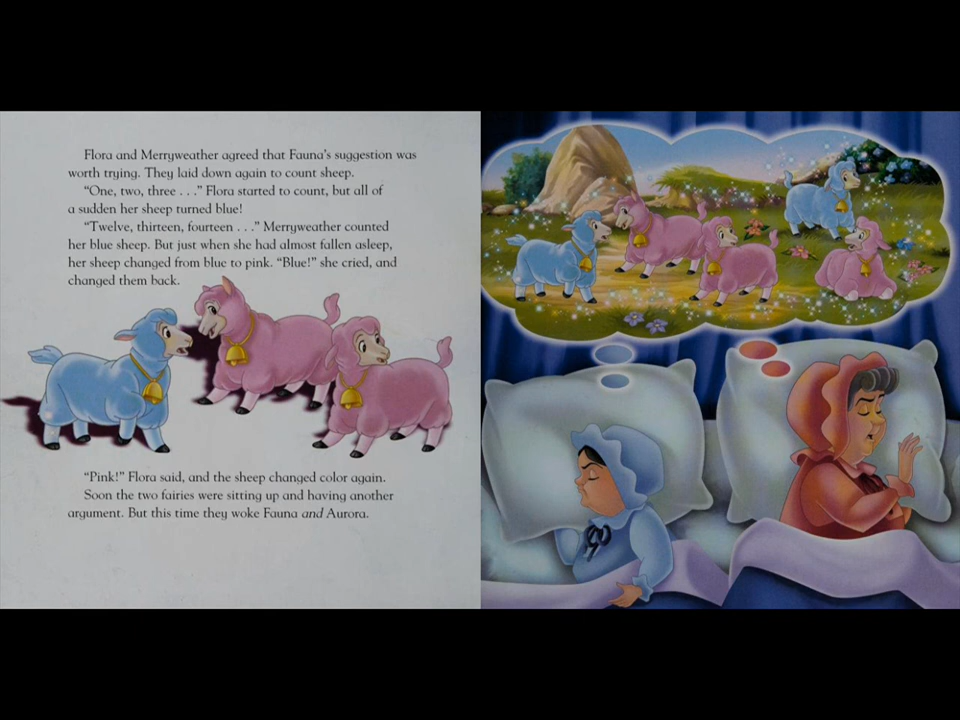 Flora and Merryweather agreed that Fauna's suggestion was
worth trying. They laid down again to count sheep.
"One, two, three . . ." Flora started to count, but all of
a sudden her sheep turned blue!
"Twelve, thirteen, fourteen . . ." Merryweather counted
her blue sheep. But just when she had almost fallen asleep,
her sheep changed from blue to pink. "Blue!" she cried, and
changed them back.
"Pink!" Flora said, and the sheep changed color again.
Soon the two fairies were sitting up and having another
argument. But this time they woke Fauna and Aurora.